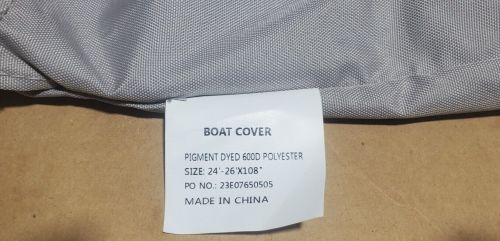 BOAT COVER
PIGMENT DYED 600D POLYESTER
SIZE: 24'-26'X108"
PO NO.: 23E07650505
MADE IN CHINA